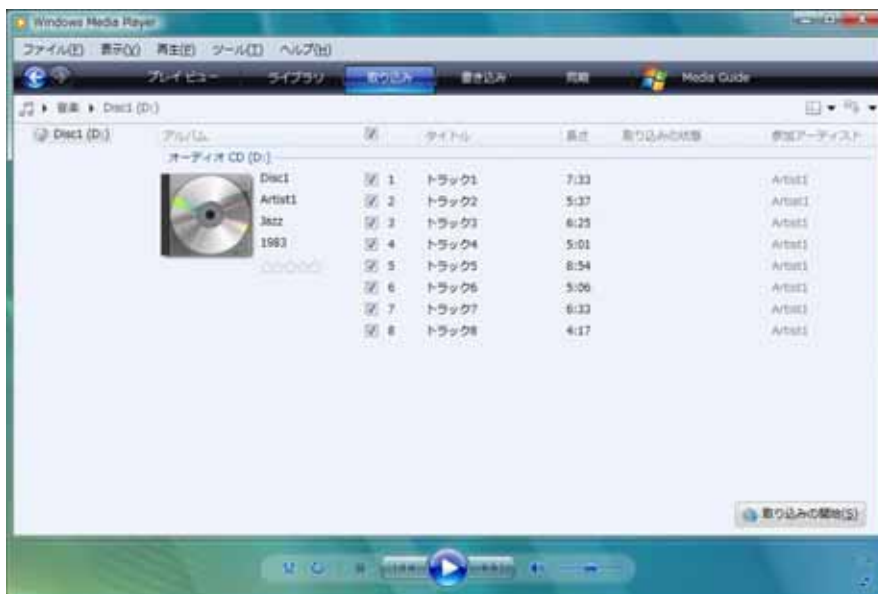 Windows Media Player
ファイル(F) 表示(V) 再生(P) ツール(T) ヘルプ(H)
プレイ ビュー ライブラリ 取り込み 書き込み 同期 Media Guide
音楽 Disc1 (D:)
Disc1 (D:) アルバム タイトル 長さ 取り込みの状態 参加アーティスト
オーディオ CD (D:)
Disc1 1 トラック1 7:33 Artist1
Artist1 2 トラック2 5:37 Artist1
Jazz 3 トラック3 6:25 Artist1
1983 4 トラック4 5:01 Artist1
5 トラック5 8:54 Artist1
6 トラック6 5:06 Artist1
7 トラック7 6:33 Artist1
8 トラック8 4:17 Artist1
取り込みの開始(S)